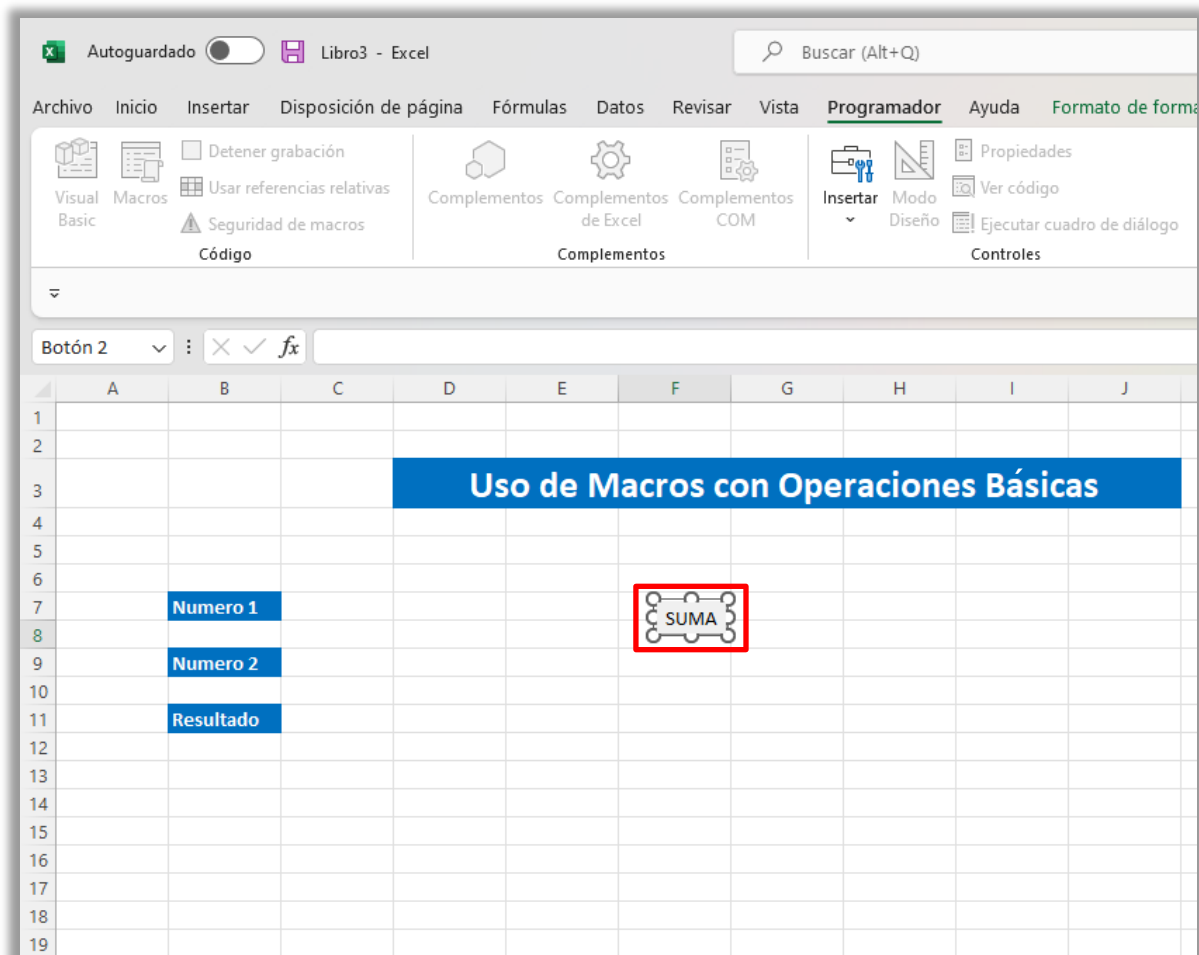 Autoguardado Libro3 - Excel Buscar (Alt+Q)
Archivo Inicio Insertar Disposición de página Fórmulas Datos Revisar Vista Programador Ayuda Formato de forma
Visual Basic
Macros
Detener grabación
Usar referencias relativas
Seguridad de macros
Código
Complementos
Complementos de Excel
Complementos COM
Complementos
Insertar
Modo Diseño
Propiedades
Ver código
Ejecutar cuadro de diálogo
Controles
Botón 2 fx
A B C D E F G H I J
1
2
3 Uso de Macros con Operaciones Básicas
4
5
6
7 Numero 1
SUMA
8
9 Numero 2
10
11 Resultado
12
13
14
15
16
17
18
19